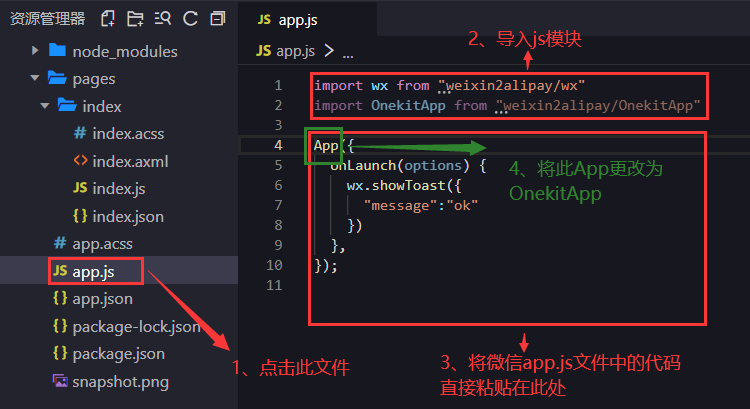 资源管理器
node_modules
pages
index
index.acss
index.axml
index.js
index.json
app.acss
app.js
app.json
package-lock.json
package.json
snapshot.png
1、点击此文件
JS app.js
JS app.js > ...
2、导入js模块
1 import wx from "weixin2alipay/wx"
2 import OnekitApp from "weixin2alipay/OnekitApp"
3
4 App({
5 onLaunch(options) {
6 wx.showToast({
7 "message":"ok"
8 })
9 },
10 });
11
4、将此App更改为
OnekitApp
3、将微信app.js文件中的代码
直接粘贴在此处